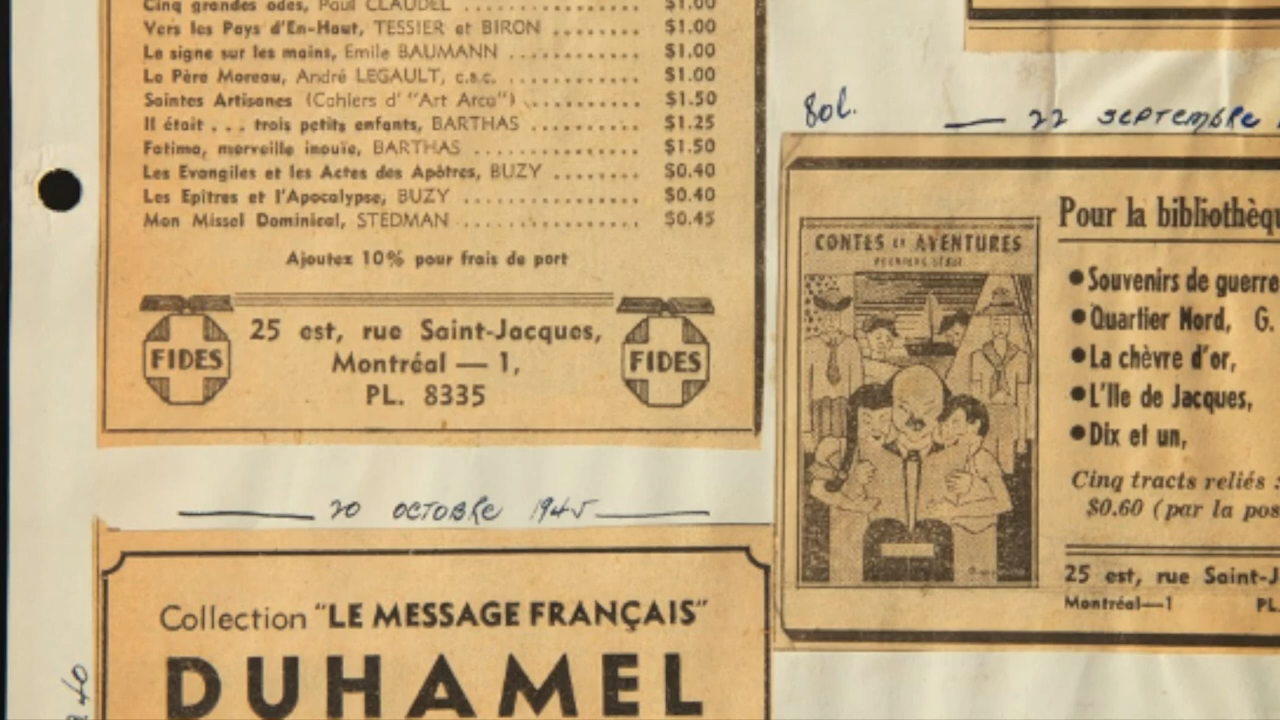 Cinq grandes odes, Paul CLAUDEL .................. $1.00
Vers les Pays d'En-Haut, TESSIER et BIRON ........ $1.00
Le signe sur les mains, Emile BAUMANN ............ $1.00
Le Père Moreau, André LEGAULT, c.s.c. ............ $1.00
Saintes Artisanes (Cahiers d' "Art Arca") .......... $1.50
Il était . . . trois petits enfants, BARTHAS .......... $1.25
Fatima, merveille inouïe, BARTHAS ............... $1.50
Les Evangiles et les Actes des Apôtres, BUZY ........ $0.40
Les Epîtres et l'Apocalypse, BUZY ................ $0.40
Mon Missel Dominical, STEDMAN ................. $0.45
Ajoutez 10% pour frais de port
FIDES
25 est, rue Saint-Jacques,
Montréal — 1,
PL. 8335
FIDES
20 OCTOBRE 1945
Collection "LE MESSAGE FRANÇAIS"
DUHAMEL
40
22 SEPTEMBRE
CONTES ET AVENTURES
PREMIÈRE SÉRIE
Pour la bibliothèqu
•Souvenirs de guerre
•Quartier Nord, G.
•La chèvre d'or,
•L'Ile de Jacques,
•Dix et un,
Cinq tracts reliés :
$0.60 (par la pos
25 est, rue Saint-J
Montréal—1 PL